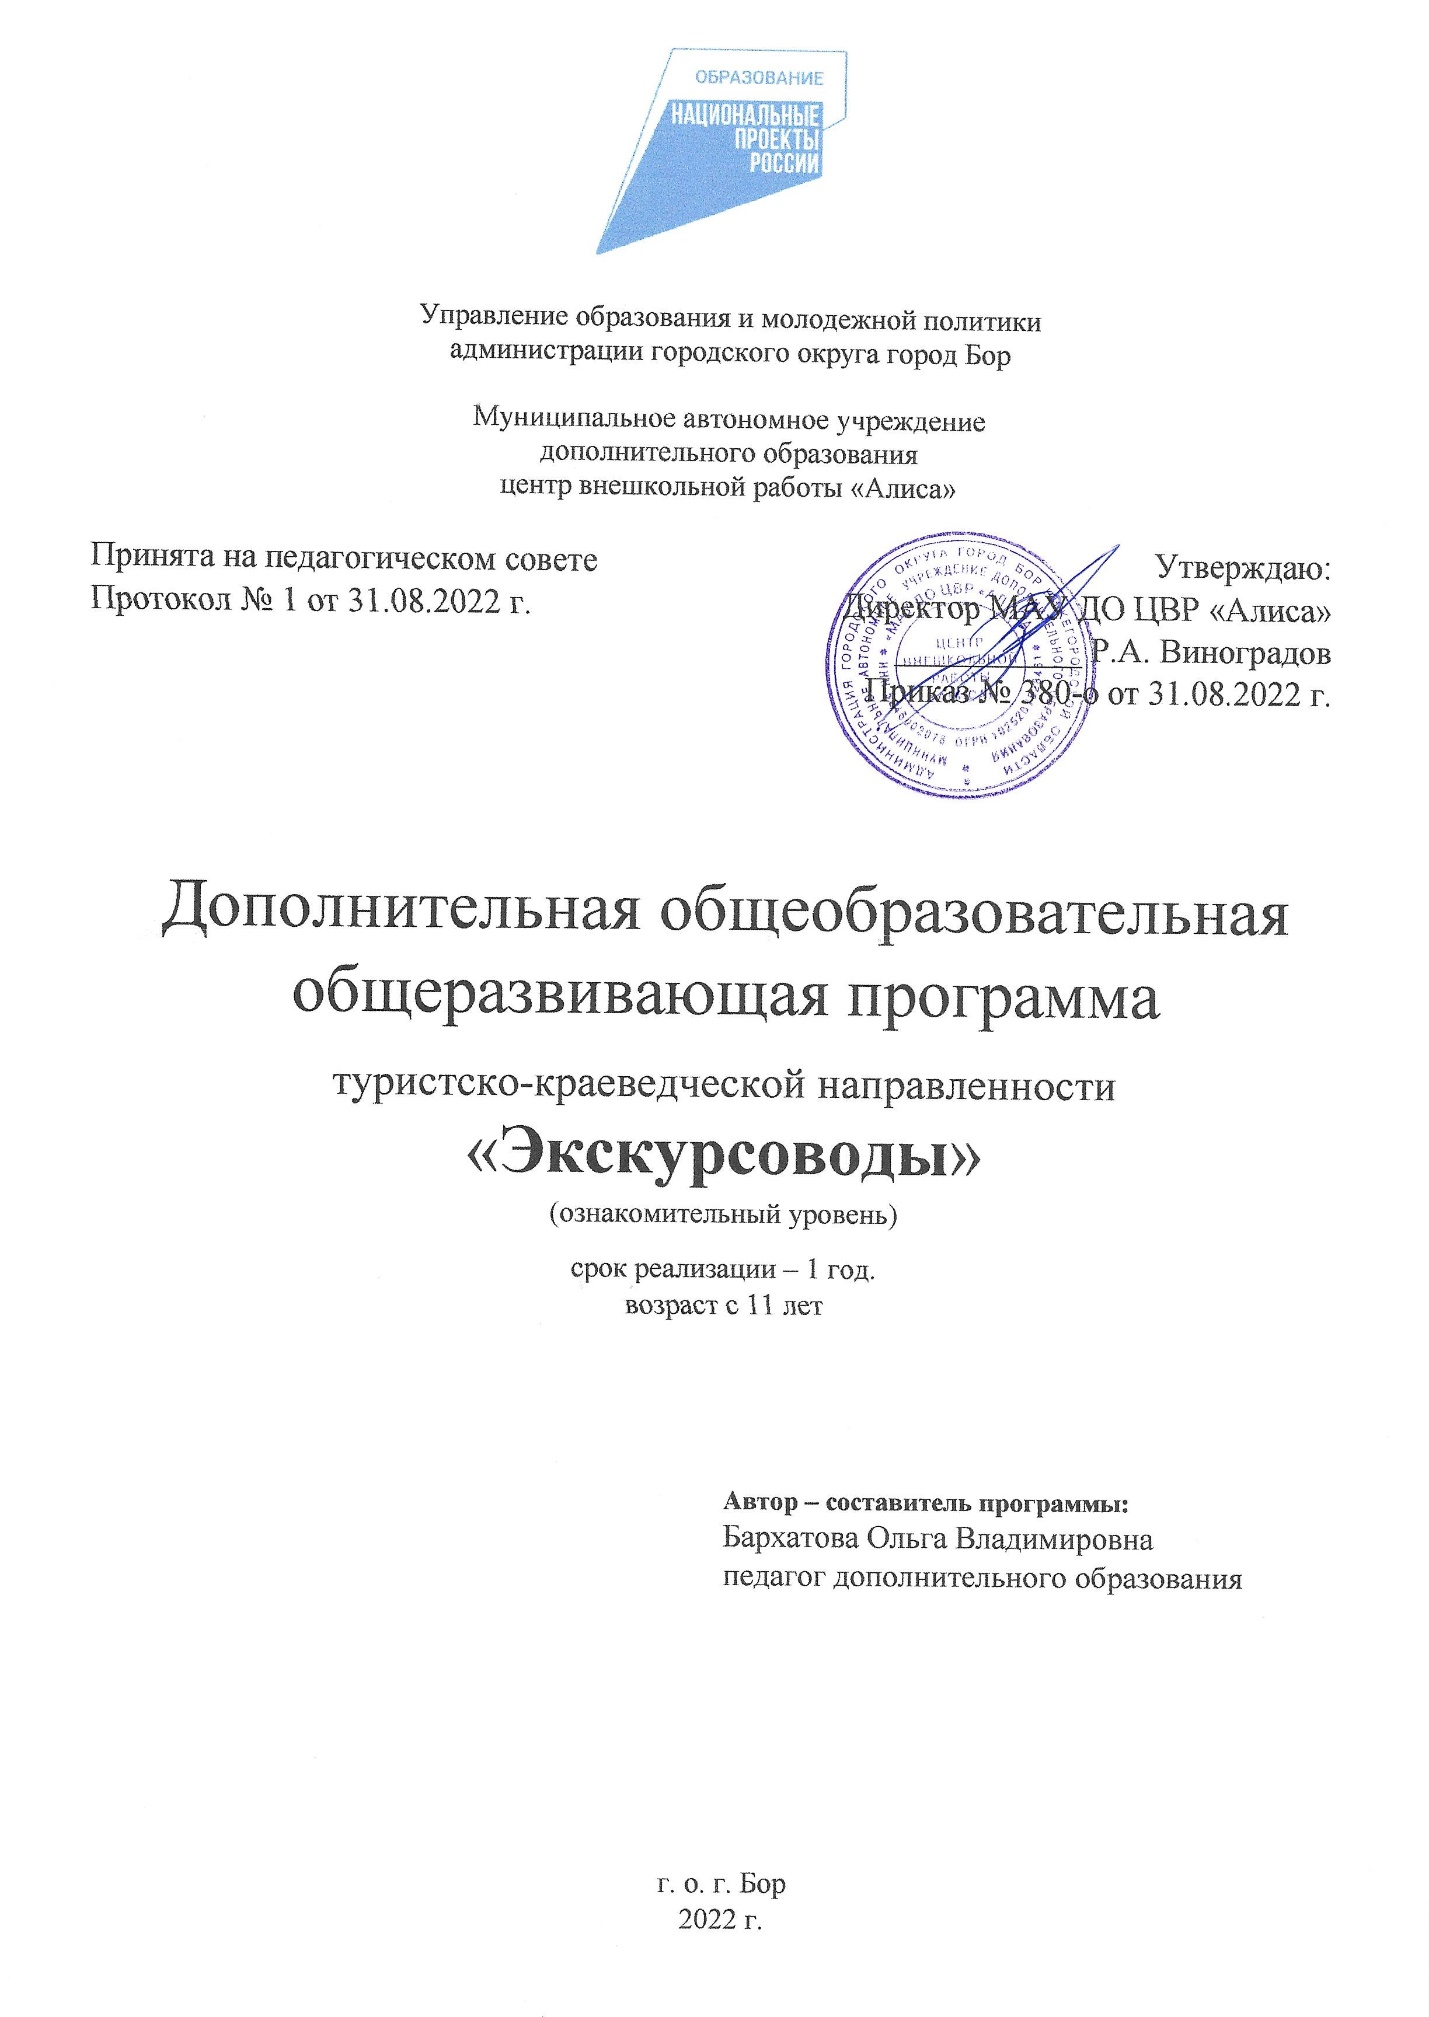 ОБРАЗОВАНИЕ
НАЦИОНАЛЬНЫЕ
ПРОЕКТЫ
РОССИИ
Управление образования и молодежной политики
администрации городского округа город Бор
Муниципальное автономное учреждение
дополнительного образования
центр внешкольной работы «Алиса»
Принята на педагогическом совете
Протокол № 1 от 31.08.2022 г.
Утверждаю:
Директор МАУ ДО ЦВР «Алиса»
Р.А. Виноградов
Приказ № 380-о от 31.08.2022 г.
ЦЕНТР
ВНЕШКОЛЬНОЙ
РАБОТЫ
Дополнительная общеобразовательная
общеразвивающая программа
туристско-краеведческой направленности
«Экскурсоводы»
(ознакомительный уровень)
срок реализации – 1 год.
возраст с 11 лет
Автор – составитель программы:
Бархатова Ольга Владимировна
педагог дополнительного образования
г. о. г. Бор
2022 г.